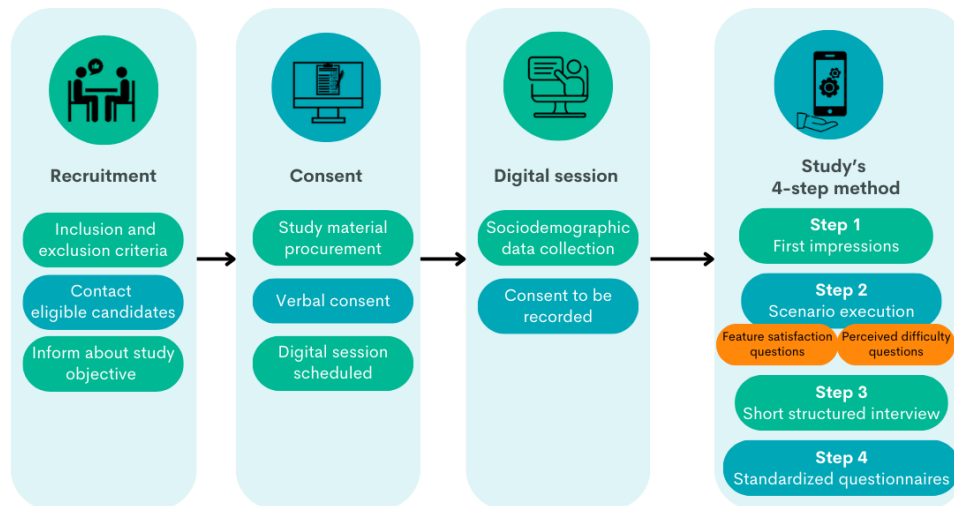 Recruitment
Inclusion and
exclusion criteria
Contact
eligible candidates
Inform about study
objective
Consent
Study material
procurement
Verbal consent
Digital session
scheduled
Digital session
Sociodemographic
data collection
Consent to be
recorded
Study's
4-step method
Step 1
First impressions
Step 2
Scenario execution
Feature satisfaction
questions
Perceived difficulty
questions
Step 3
Short structured interview
Step 4
Standardized questionnaires